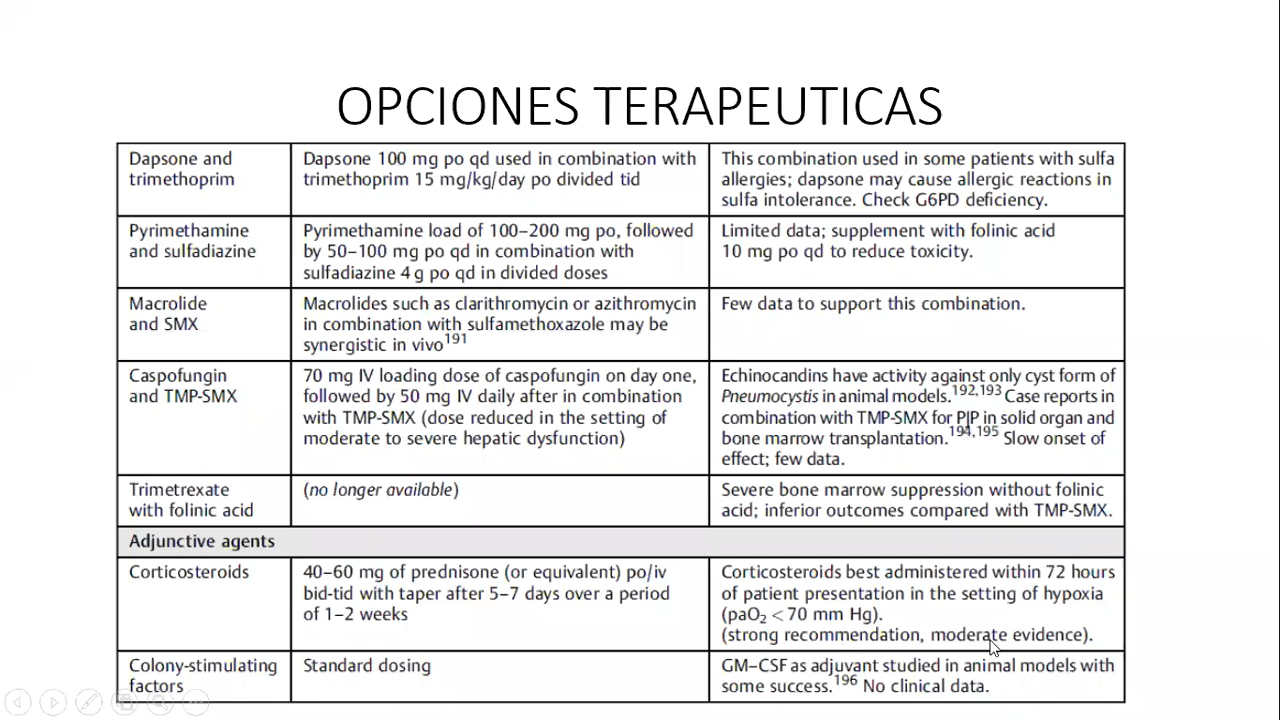 OPCIONES TERAPEUTICAS
Dapsone and
trimethoprim
Dapsone 100 mg po qd used in combination with
trimethoprim 15 mg/kg/day po divided tid
This combination used in some patients with sulfa
allergies; dapsone may cause allergic reactions in
sulfa intolerance. Check G6PD deficiency.
Pyrimethamine
and sulfadiazine
Pyrimethamine load of 100–200 mg po, followed
by 50–100 mg po qd in combination with
sulfadiazine 4 g po qd in divided doses
Limited data; supplement with folinic acid
10 mg po qd to reduce toxicity.
Macrolide
and SMX
Macrolides such as clarithromycin or azithromycin
in combination with sulfamethoxazole may be
synergistic in vivo191
Few data to support this combination.
Caspofungin
and TMP-SMX
70 mg IV loading dose of caspofungin on day one,
followed by 50 mg IV daily after in combination
with TMP-SMX (dose reduced in the setting of
moderate to severe hepatic dysfunction)
Echinocandins have activity against only cyst form of
Pneumocystis in animal models.192,193 Case reports in
combination with TMP-SMX for PJP in solid organ and
bone marrow transplantation.194,195 Slow onset of
effect; few data.
Trimetrexate
with folinic acid
(no longer available)
Severe bone marrow suppression without folinic
acid; inferior outcomes compared with TMP-SMX.
Adjunctive agents
Corticosteroids
40–60 mg of prednisone (or equivalent) po/iv
bid-tid with taper after 5–7 days over a period
of 1–2 weeks
Corticosteroids best administered within 72 hours
of patient presentation in the setting of hypoxia
(paO2 < 70 mm Hg).
(strong recommendation, moderate evidence).
Colony-stimulating
factors
Standard dosing
GM–CSF as adjuvant studied in animal models with
some success.196 No clinical data.